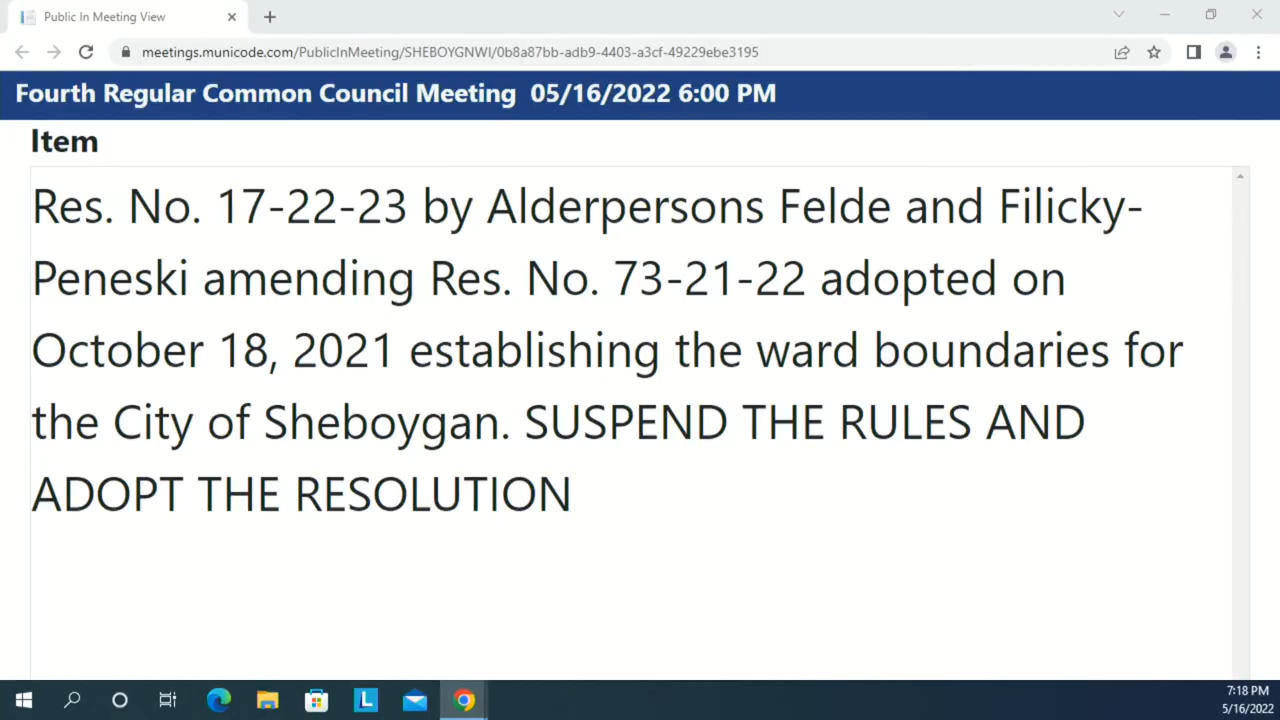 Public In Meeting View
meetings.municode.com/PublicInMeeting/SHEBOYGNWI/0b8a87bb-adb9-4403-a3cf-49229ebe3195
Fourth Regular Common Council Meeting 05/16/2022 6:00 PM
Item
Res. No. 17-22-23 by Alderpersons Felde and Filicky-
Peneski amending Res. No. 73-21-22 adopted on
October 18, 2021 establishing the ward boundaries for
the City of Sheboygan. SUSPEND THE RULES AND
ADOPT THE RESOLUTION
L
7:18 PM
5/16/2022